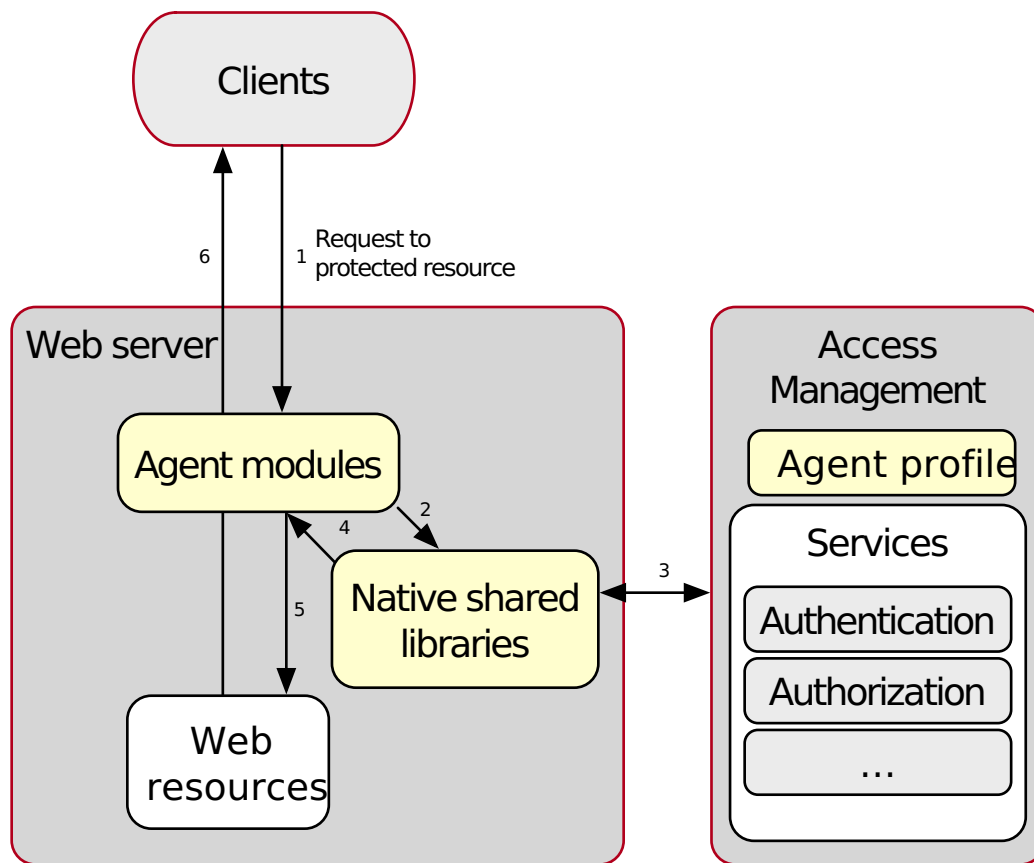 Clients
6
1
Request to
protected resource
Web server
Agent modules
2
4
Native shared
libraries
3
5
Web
resources
Access
Management
Agent profile
Services
Authentication
Authorization
...